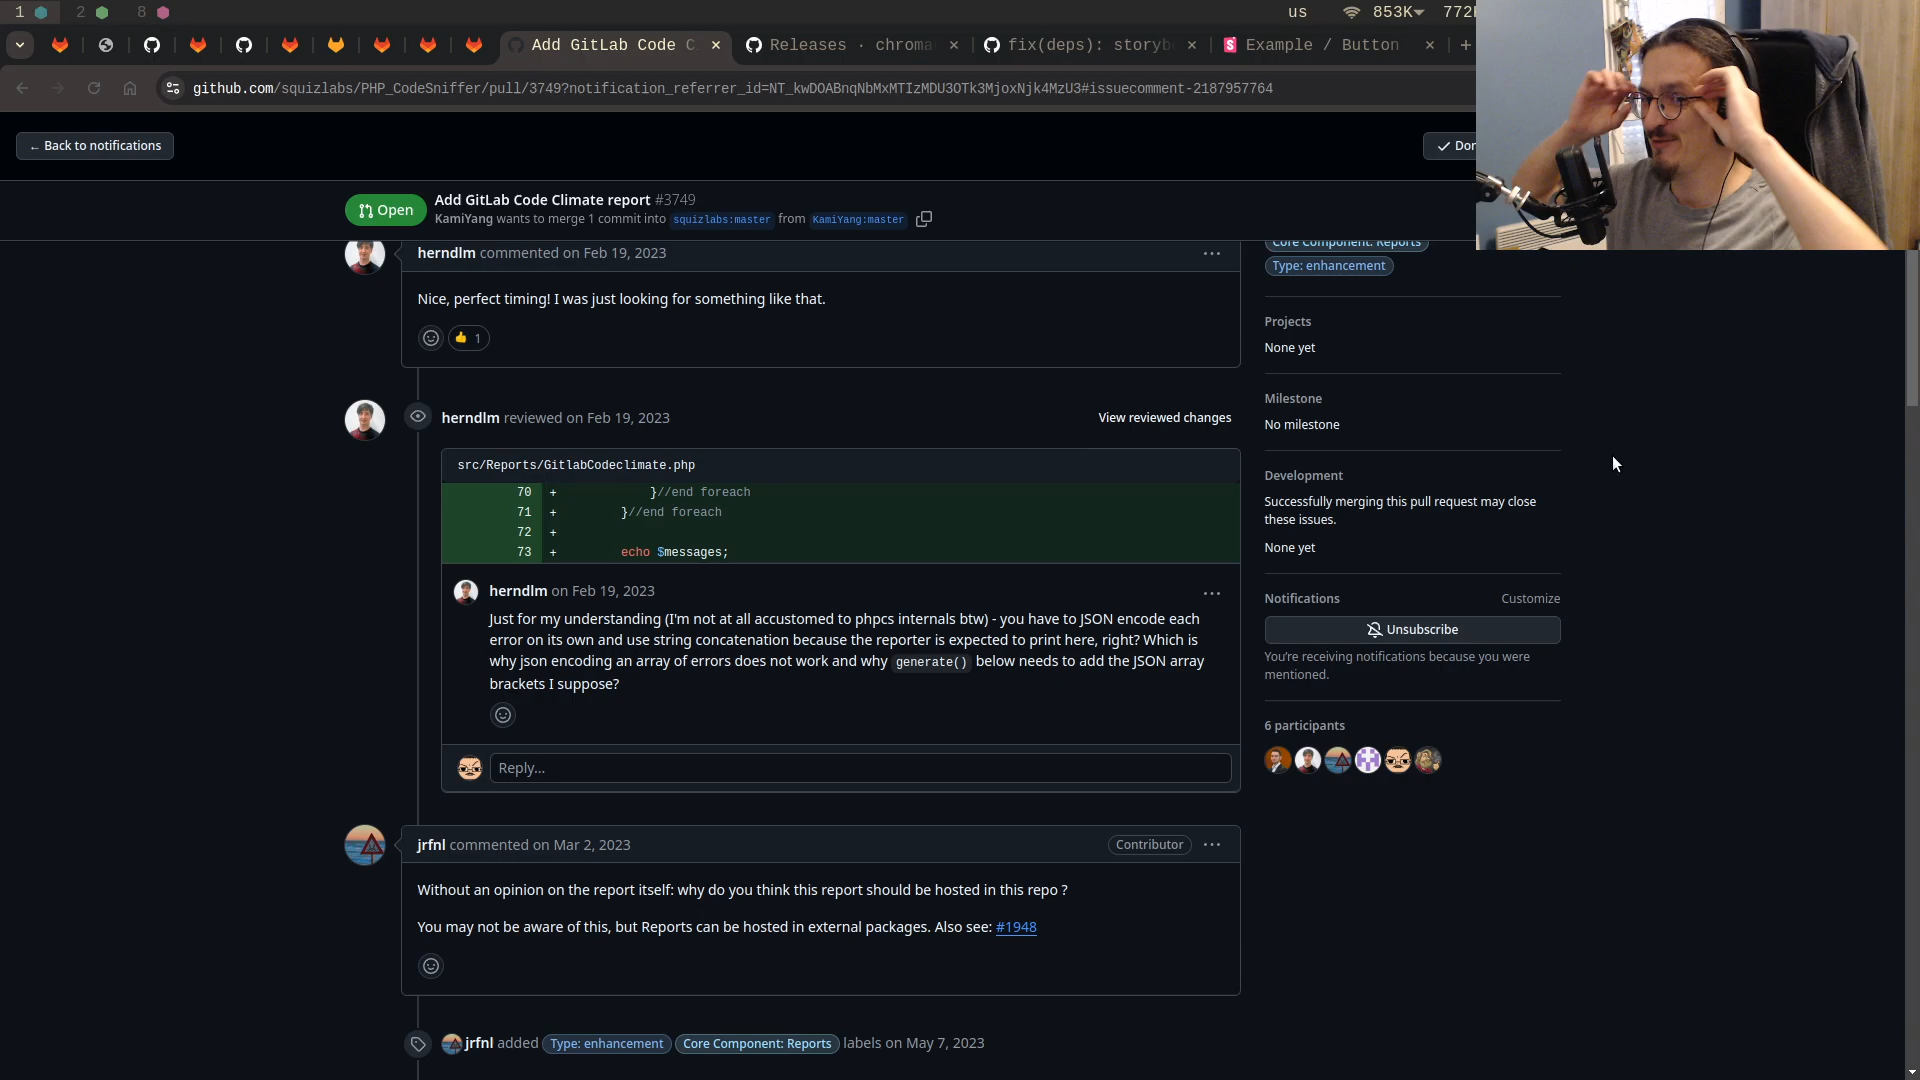 1
2
8
us
853K
Add GitLab Code C
Releases · chroma
fix(deps): storyb
Example / Button
github.com/squizlabs/PHP_CodeSniffer/pull/3749?notification_referrer_id=NT_kwDOABnqNbMxMTIzMDU3OTk3MjoxNjk4MzU3#issuecomment-2187957764
← Back to notifications
Open
Add GitLab Code Climate report #3749
KamiYang wants to merge 1 commit into squizlabs:master from KamiYang:master
herndlm commented on Feb 19, 2023
Nice, perfect timing! I was just looking for something like that.
1
herndlm reviewed on Feb 19, 2023
View reviewed changes
src/Reports/GitlabCodeclimate.php
70 + }//end foreach
71 + }//end foreach
72 +
73 + echo $messages;
herndlm on Feb 19, 2023
Just for my understanding (I'm not at all accustomed to phpcs internals btw) - you have to JSON encode each
error on its own and use string concatenation because the reporter is expected to print here, right? Which is
why json encoding an array of errors does not work and why generate() below needs to add the JSON array
brackets I suppose?
Reply...
jrfnl commented on Mar 2, 2023
Contributor
Without an opinion on the report itself: why do you think this report should be hosted in this repo ?
You may not be aware of this, but Reports can be hosted in external packages. Also see: #1948
jrfnl added Type: enhancement Core Component: Reports labels on May 7, 2023
Core Component: Reports
Type: enhancement
Projects
None yet
Milestone
No milestone
Development
Successfully merging this pull request may close
these issues.
None yet
Notifications
Customize
Unsubscribe
You're receiving notifications because you were
mentioned.
6 participants